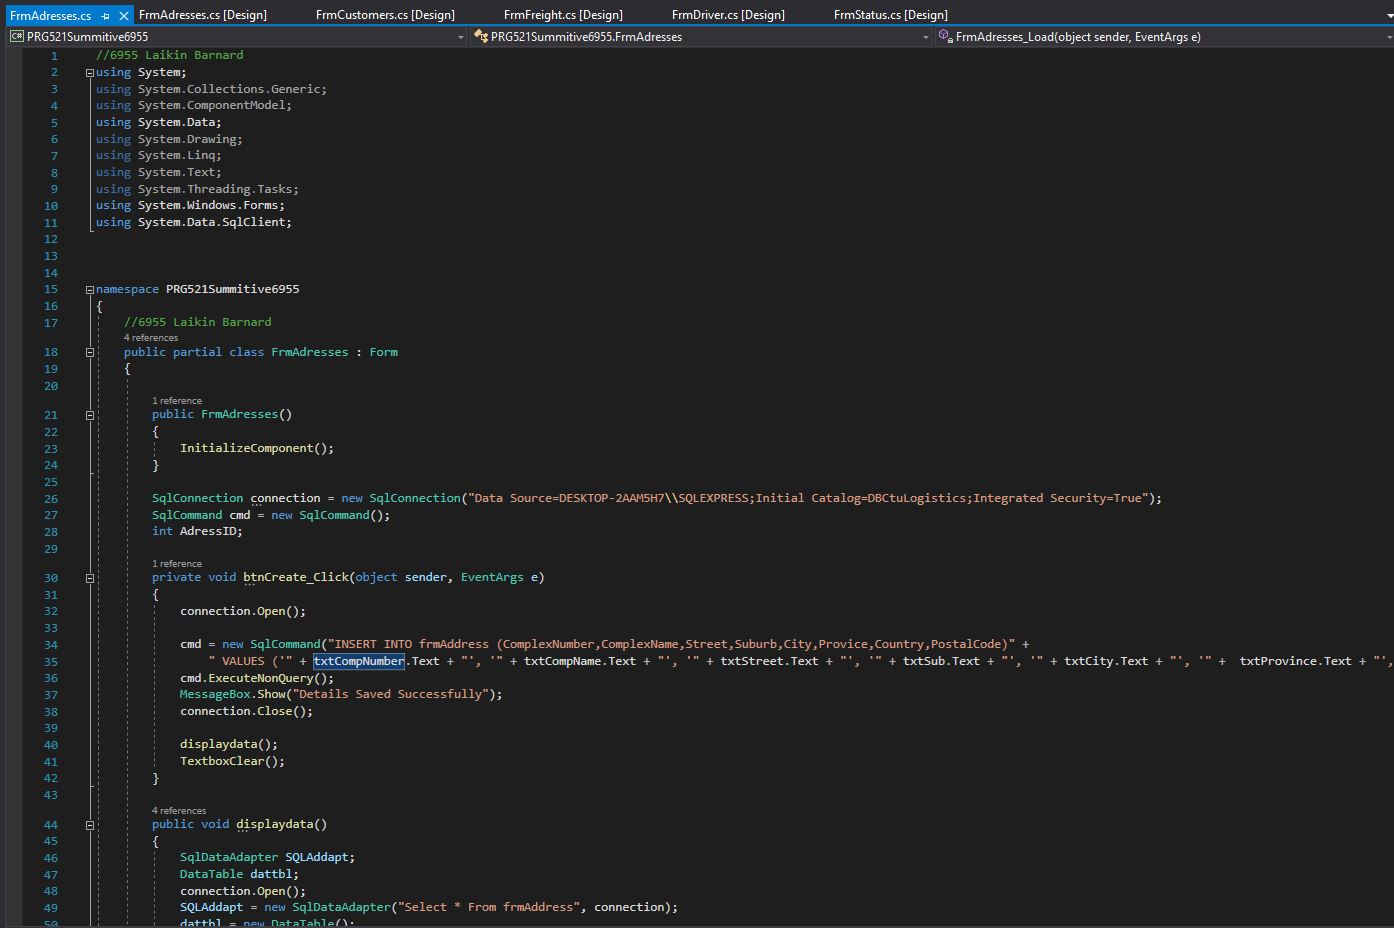 FrmAdresses.cs FrmAdresses.cs [Design] FrmCustomers.cs [Design] FrmFreight.cs [Design] FrmDriver.cs [Design] FrmStatus.cs [Design]
C# PRG521Summitive6955 PRG521Summitive6955.FrmAdresses FrmAdresses_Load(object sender, EventArgs e)
1 //6955 Laikin Barnard
2 using System;
3 using System.Collections.Generic;
4 using System.ComponentModel;
5 using System.Data;
6 using System.Drawing;
7 using System.Linq;
8 using System.Text;
9 using System.Threading.Tasks;
10 using System.Windows.Forms;
11 using System.Data.SqlClient;
12
13
14
15 namespace PRG521Summitive6955
16 {
17 //6955 Laikin Barnard
4 references
18 public partial class FrmAdresses : Form
19 {
20
1 reference
21 public FrmAdresses()
22 {
23 InitializeComponent();
24 }
25
26 SqlConnection connection = new SqlConnection("Data Source=DESKTOP-2AAM5H7\\SQLEXPRESS;Initial Catalog=DBCtuLogistics;Integrated Security=True");
27 SqlCommand cmd = new SqlCommand();
28 int AdressID;
29
1 reference
30 private void btnCreate_Click(object sender, EventArgs e)
31 {
32 connection.Open();
33
34 cmd = new SqlCommand("INSERT INTO frmAddress (ComplexNumber,ComplexName,Street,Suburb,City,Provice,Country,PostalCode)" +
35 " VALUES ('" + txtCompNumber.Text + "', '" + txtCompName.Text + "', '" + txtStreet.Text + "', '" + txtSub.Text + "', '" + txtCity.Text + "', '" + txtProvince.Text + "',
36 cmd.ExecuteNonQuery();
37 MessageBox.Show("Details Saved Successfully");
38 connection.Close();
39
40 displaydata();
41 TextboxClear();
42 }
43
4 references
44 public void displaydata()
45 {
46 SqlDataAdapter SQLAddapt;
47 DataTable dattbl;
48 connection.Open();
49 SQLAddapt = new SqlDataAdapter("Select * From frmAddress", connection);
50 dattbl = new DataTable();